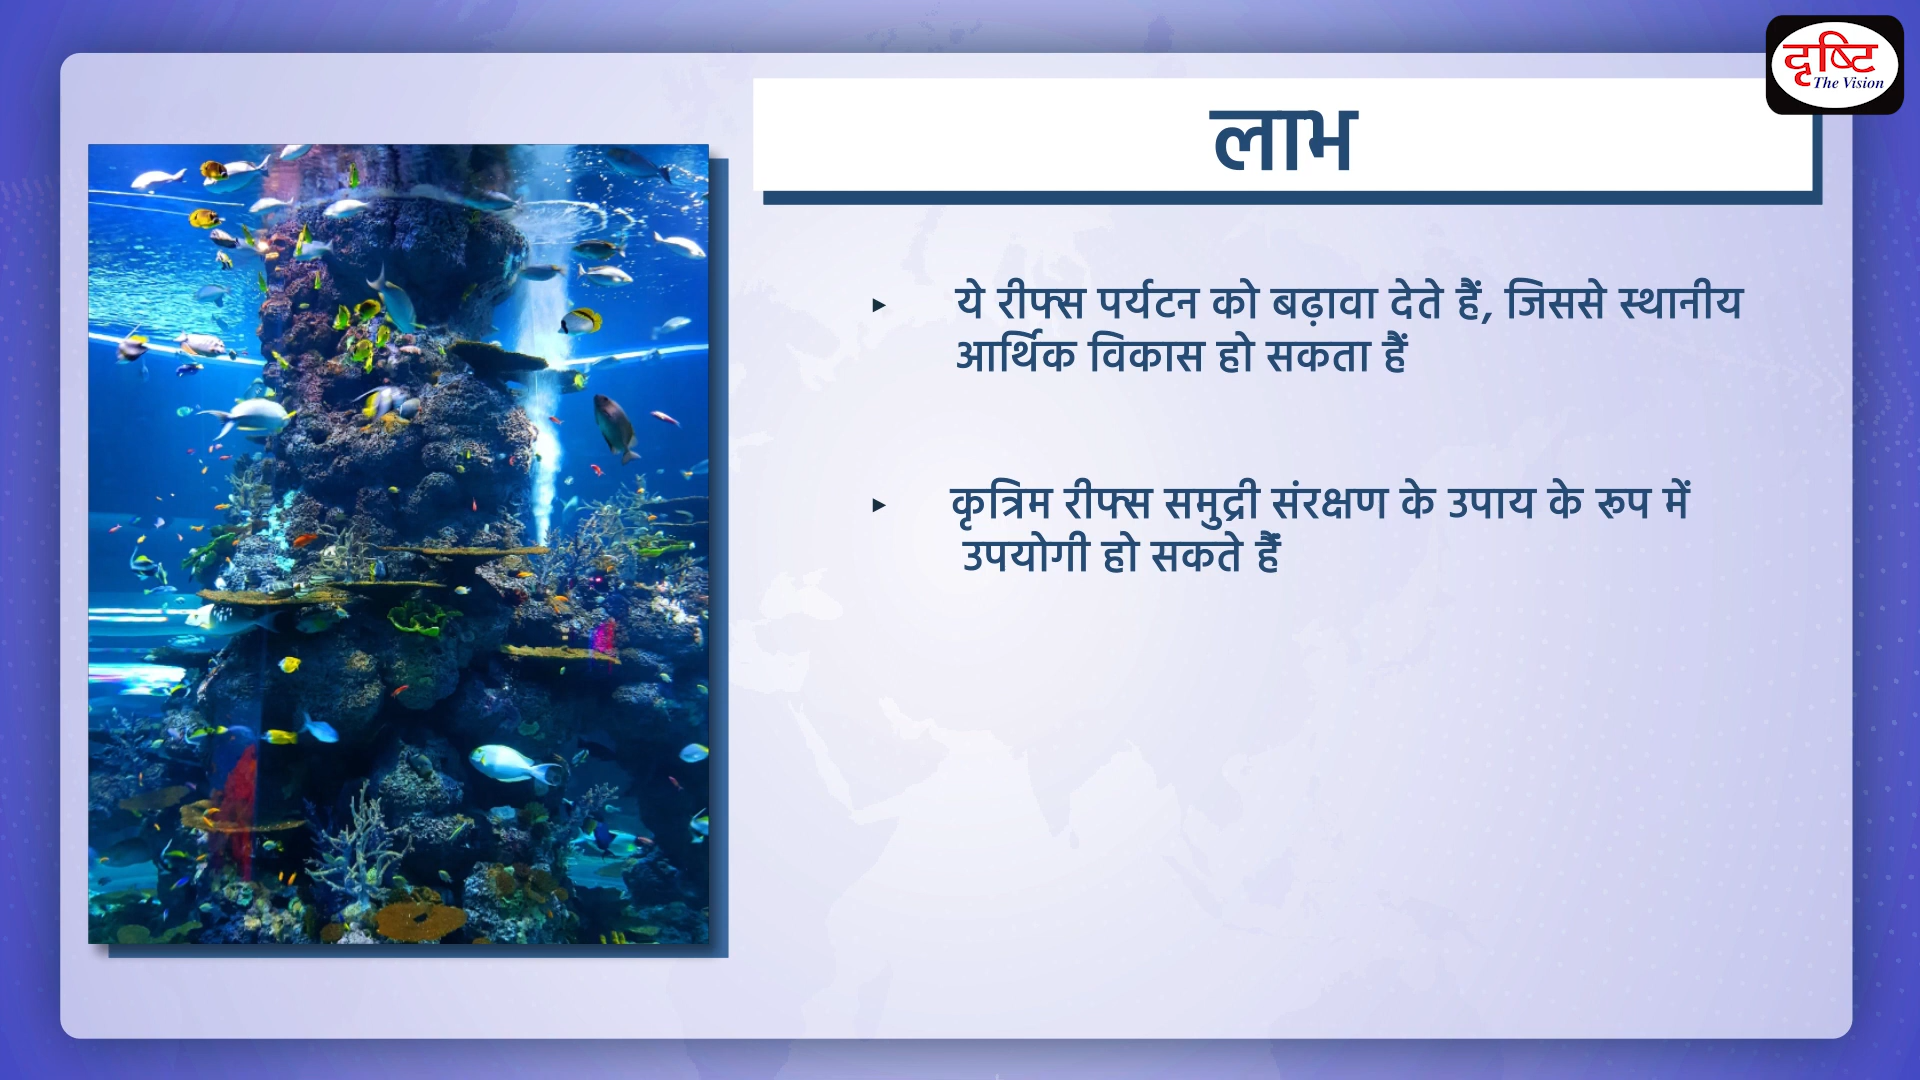 दृष्टि
The Vision
लाभ
ये रीफ्स पर्यटन को बढ़ावा देते हैं, जिससे स्थानीय
आर्थिक विकास हो सकता हैं
कृत्रिम रीफ्स समुद्री संरक्षण के उपाय के रूप में
उपयोगी हो सकते हैं